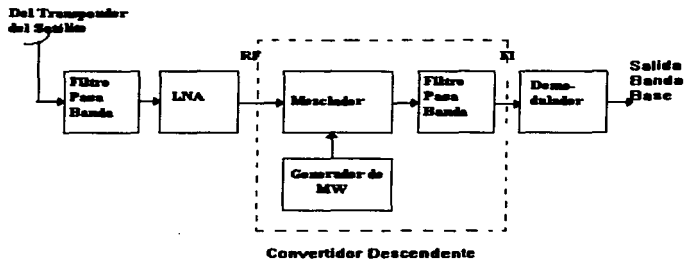 Del Transponder
del Satélite
RF
FI
Filtro
Pasa
Banda
LNA
Mezclador
Filtro
Pasa
Banda
Demo-
dulador
Salida
Banda
Base
Generador de
MW
Convertidor Descendente